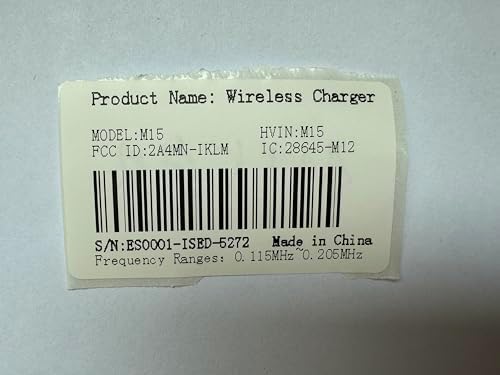 Product Name: Wireless Charger
MODEL:M15 HVIN:M15
FCC ID:2A4MN-IKLM IC:28645-M12
S/N:ES0001-ISED-5272 Made in China
Frequency Ranges: 0.115MHz~0.205MHz